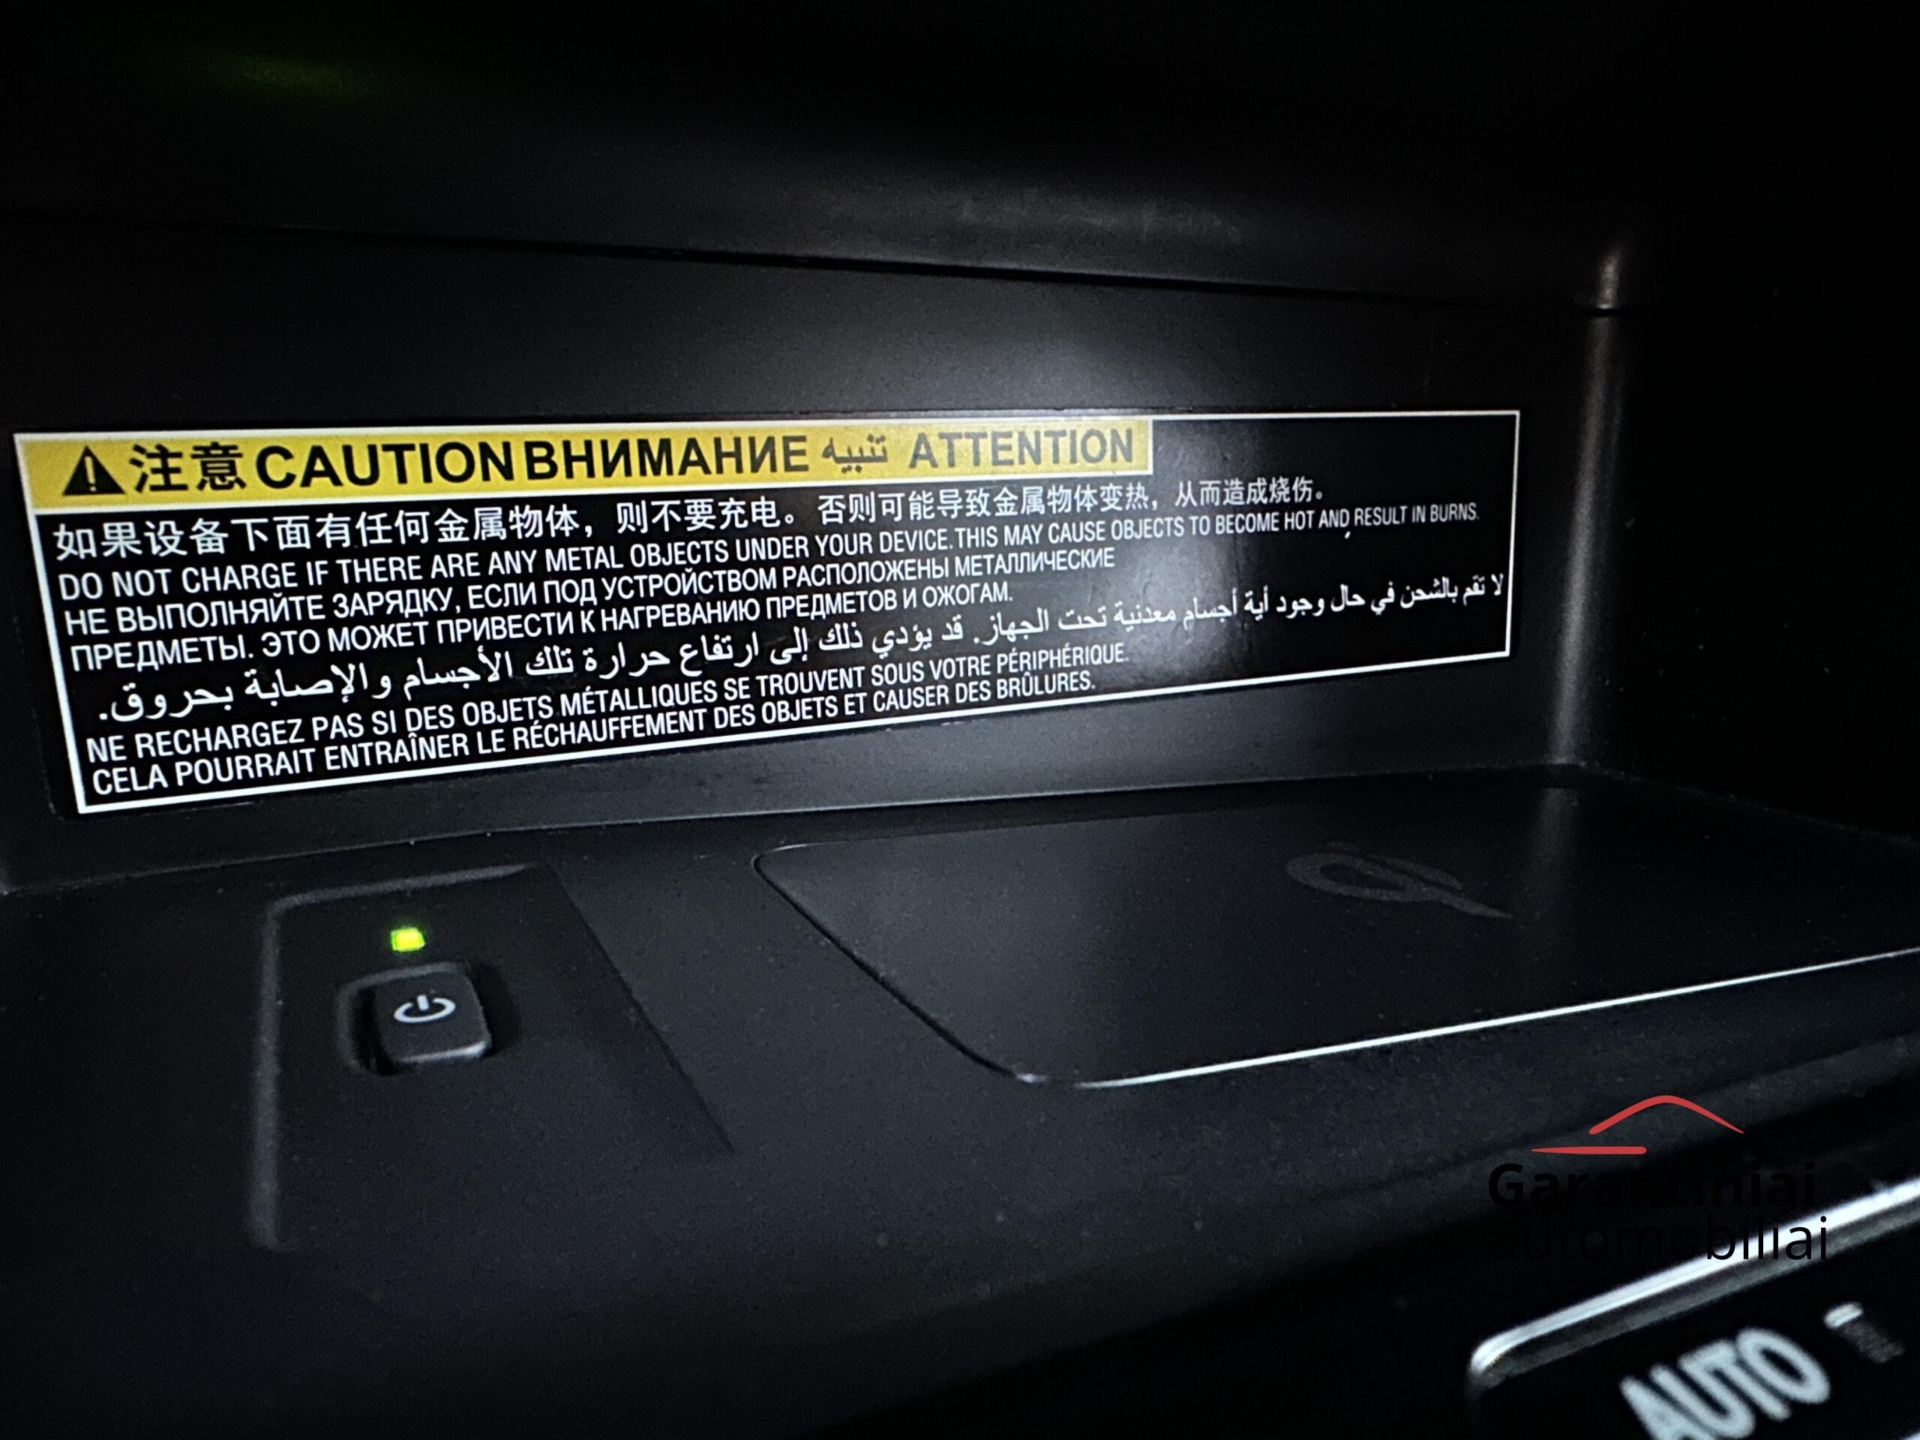 注意 CAUTION ВНИМАНИЕ تنبيه ATTENTION
如果设备下面有任何金属物体，则不要充电。否则可能导致金属物体变热，从而造成烧伤。
DO NOT CHARGE IF THERE ARE ANY METAL OBJECTS UNDER YOUR DEVICE. THIS MAY CAUSE OBJECTS TO BECOME HOT AND RESULT IN BURNS.
НЕ ВЫПОЛНЯЙТЕ ЗАРЯДКУ, ЕСЛИ ПОД УСТРОЙСТВОМ РАСПОЛОЖЕНЫ МЕТАЛЛИЧЕСКИЕ
ПРЕДМЕТЫ. ЭТО МОЖЕТ ПРИВЕСТИ К НАГРЕВАНИЮ ПРЕДМЕТОВ И ОЖОГАМ.
لا تقم بالشحن في حال وجود أية أجسام معدنية تحت الجهاز. قد يؤدي ذلك إلى ارتفاع حرارة تلك الأجسام والإصابة بحروق.
NE RECHARGEZ PAS SI DES OBJETS MÉTALLIQUES SE TROUVENT SOUS VOTRE PÉRIPHÉRIQUE.
CELA POURRAIT ENTRAÎNER LE RÉCHAUFFEMENT DES OBJETS ET CAUSER DES BRÛLURES.
Garantiniai
automobiliai
AUTO